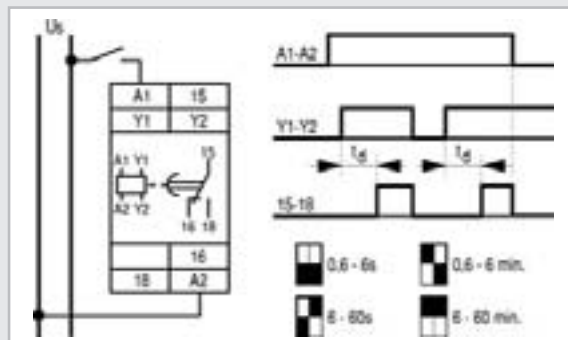 Us
A1 15
Y1 Y2
A1 Y1
15
A2 Y2
16 18
16
18 A2
A1-A2
Y1-Y2
td td
15-18
0,6 - 6s 0,6 - 6 min.
6 - 60s 6 - 60 min.